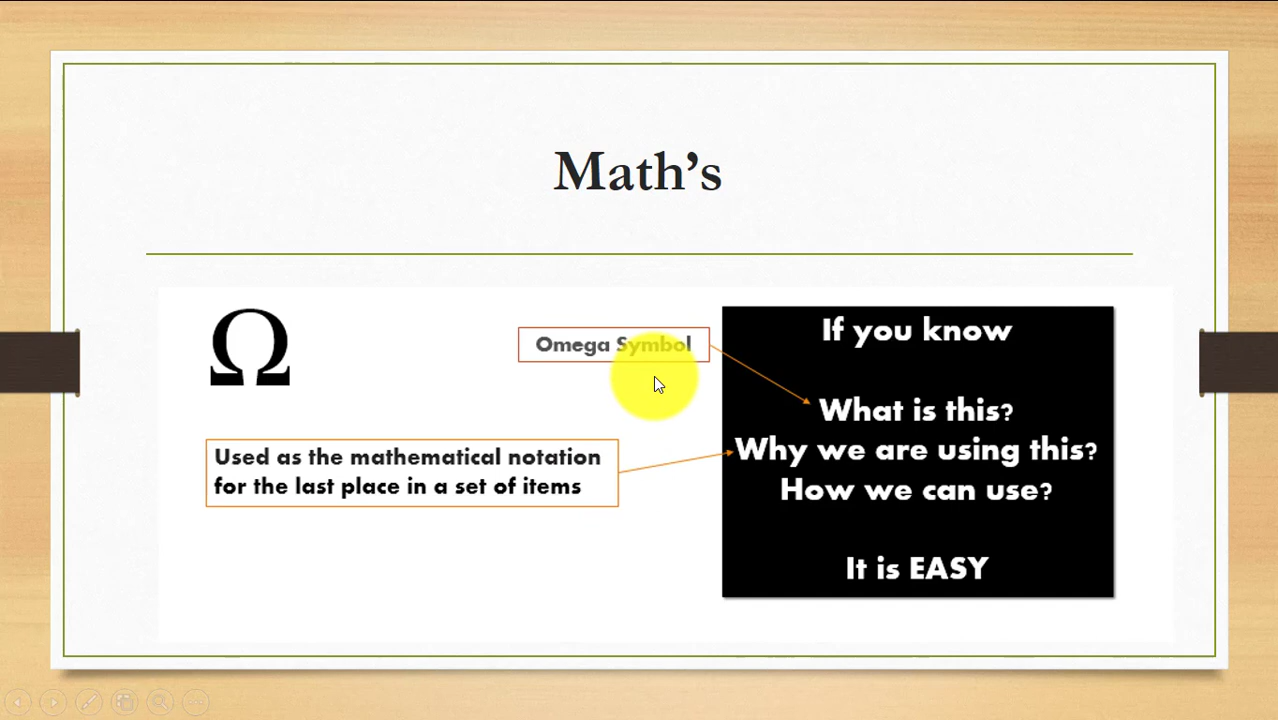 Math’s
Ω
Omega Symbol
Used as the mathematical notation
for the last place in a set of items
If you know
What is this?
Why we are using this?
How we can use?
It is EASY